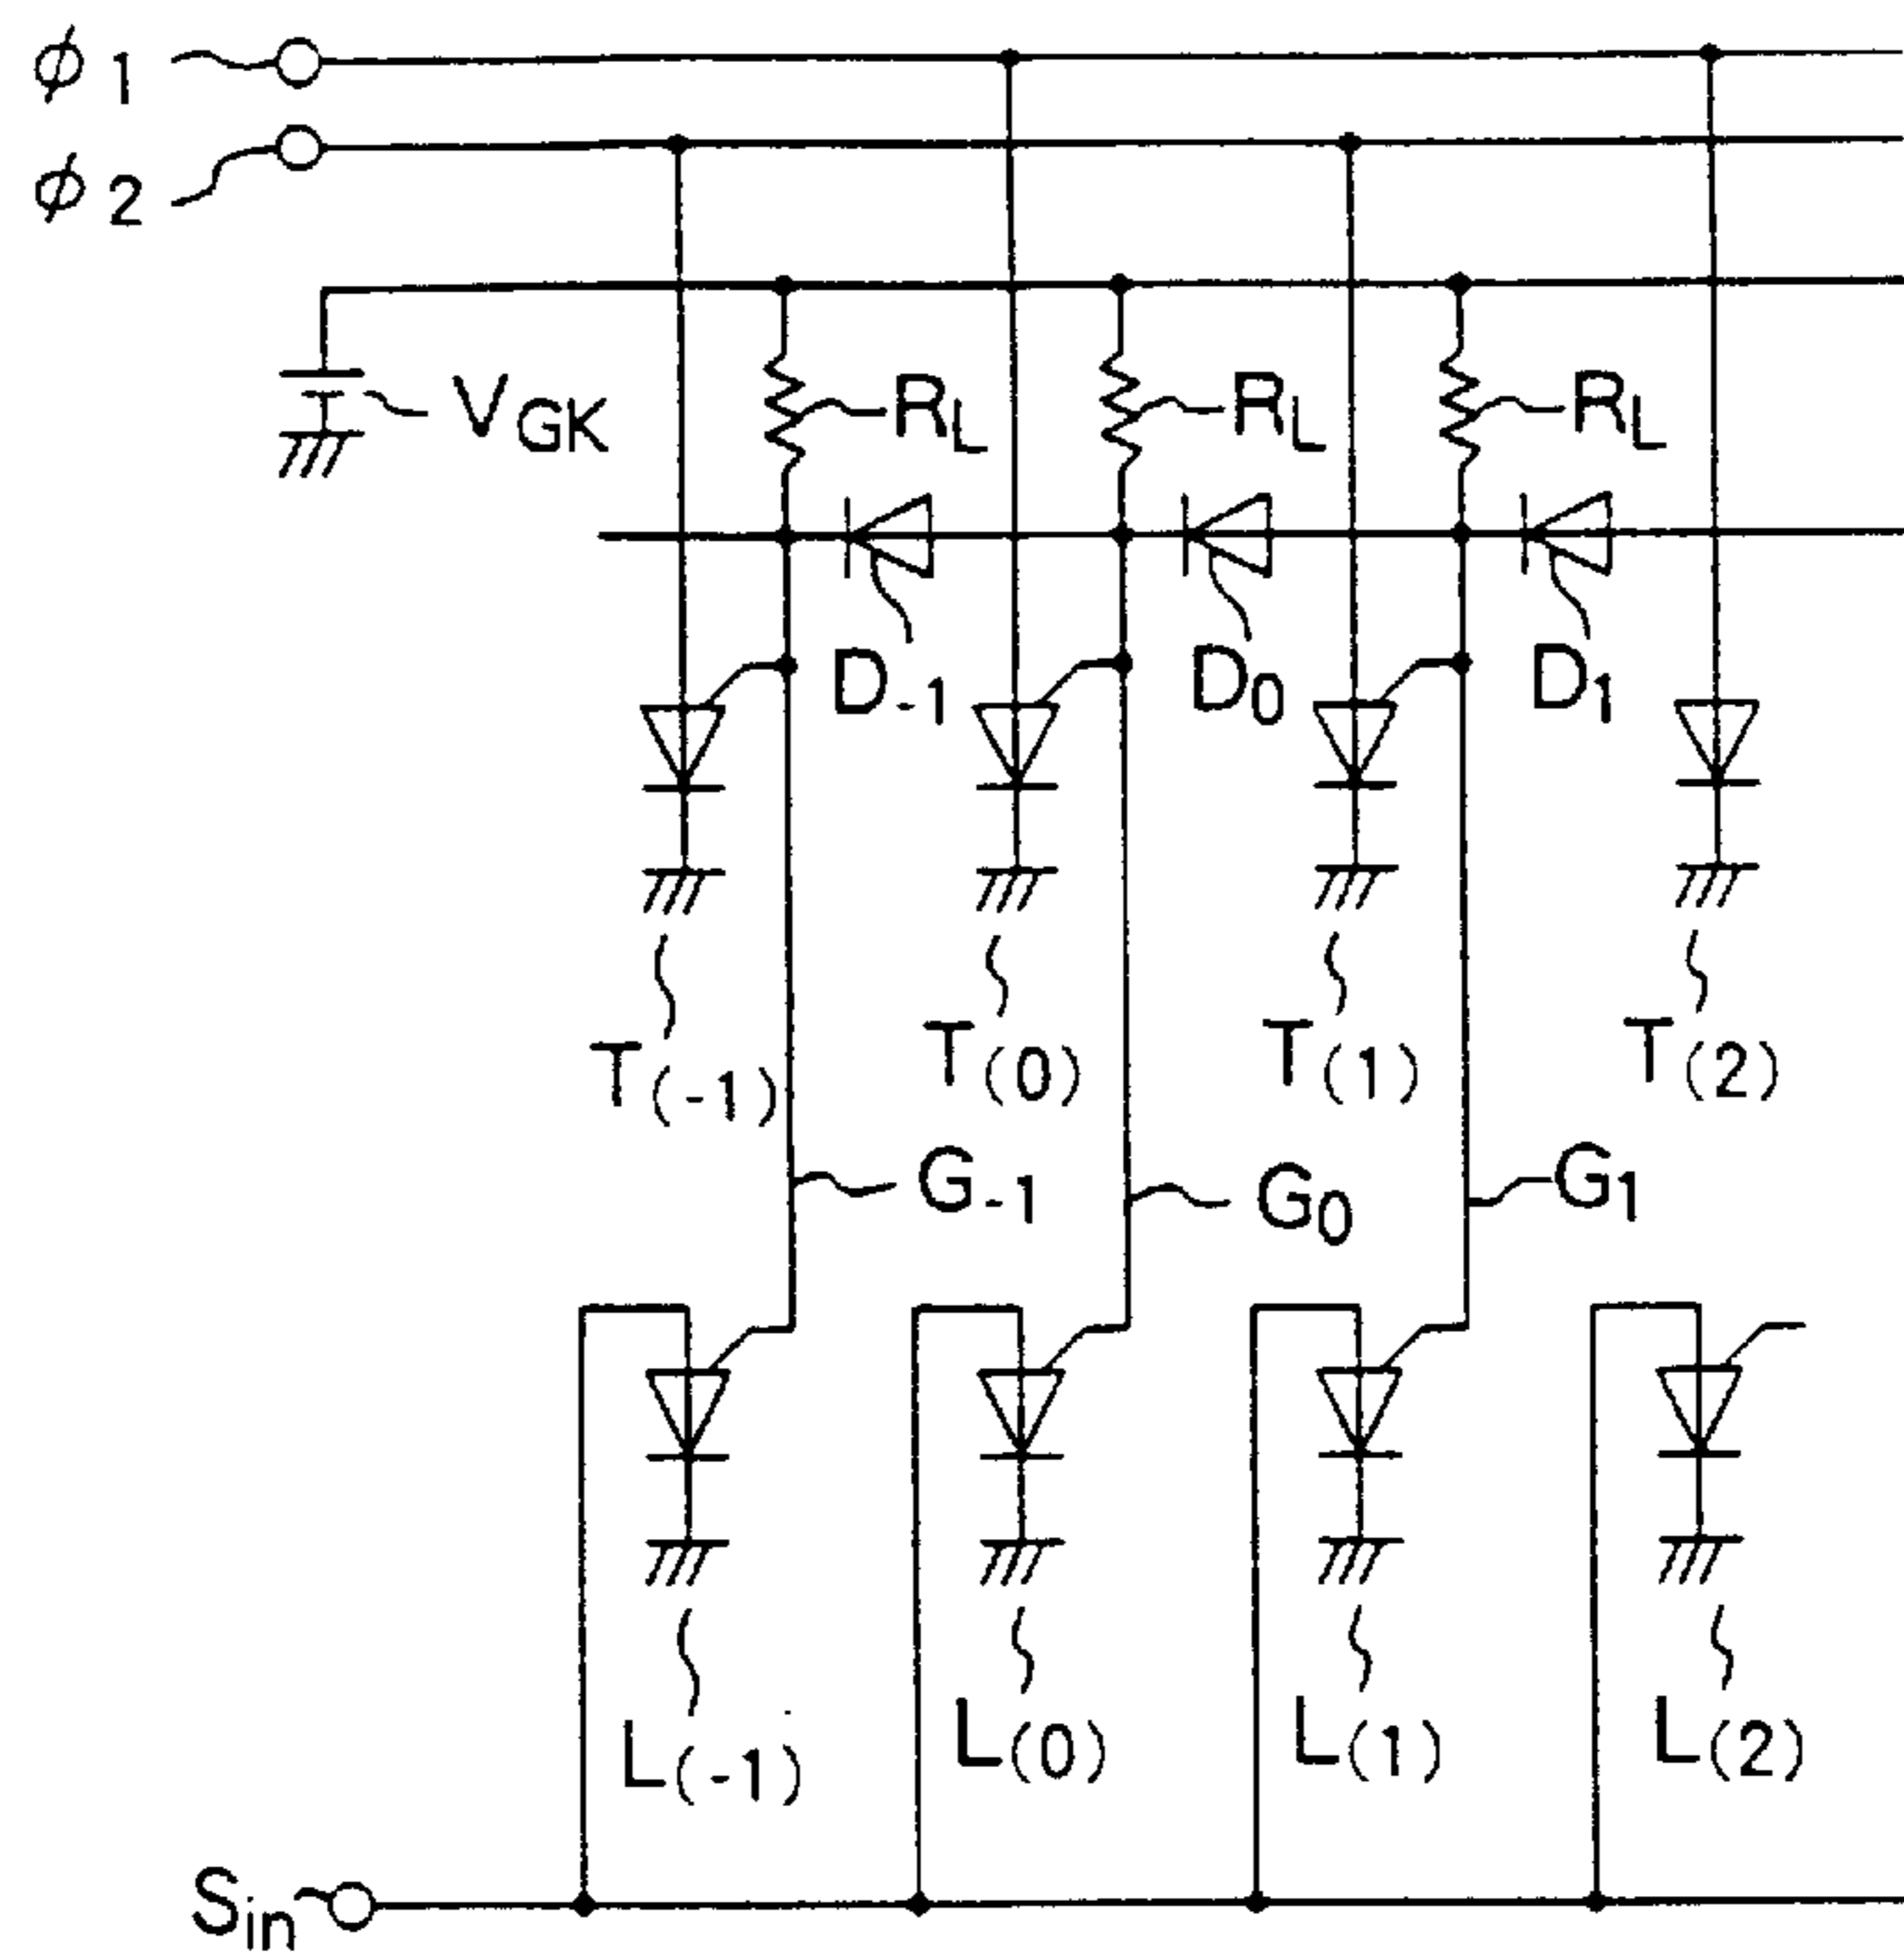 ϕ1
ϕ2
VGK
RL RL RL
D-1 D0 D1
T(-1) T(0) T(1) T(2)
G-1 G0 G1
L(-1) L(0) L(1) L(2)
Sin